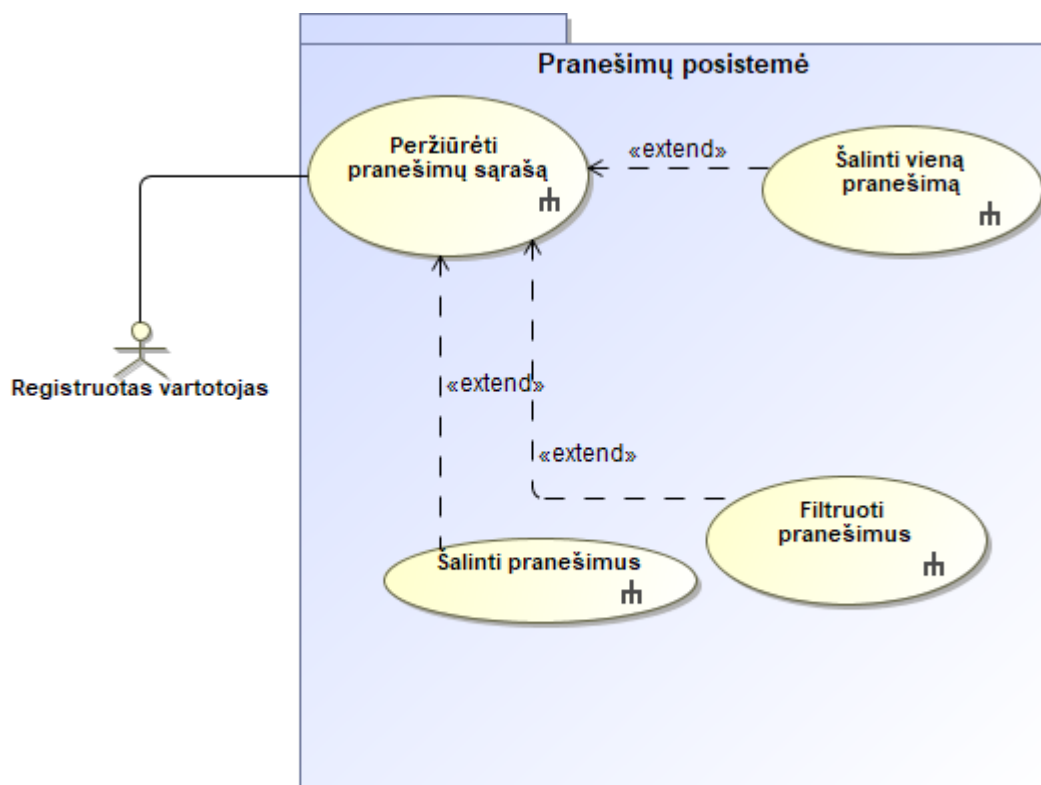 Pranešimų posistemė
Peržiūrėti
pranešimų sąrašą
«extend»
Šalinti vieną
pranešimą
Registruotas vartotojas
«extend»
«extend»
Filtruoti
pranešimus
Šalinti pranešimus